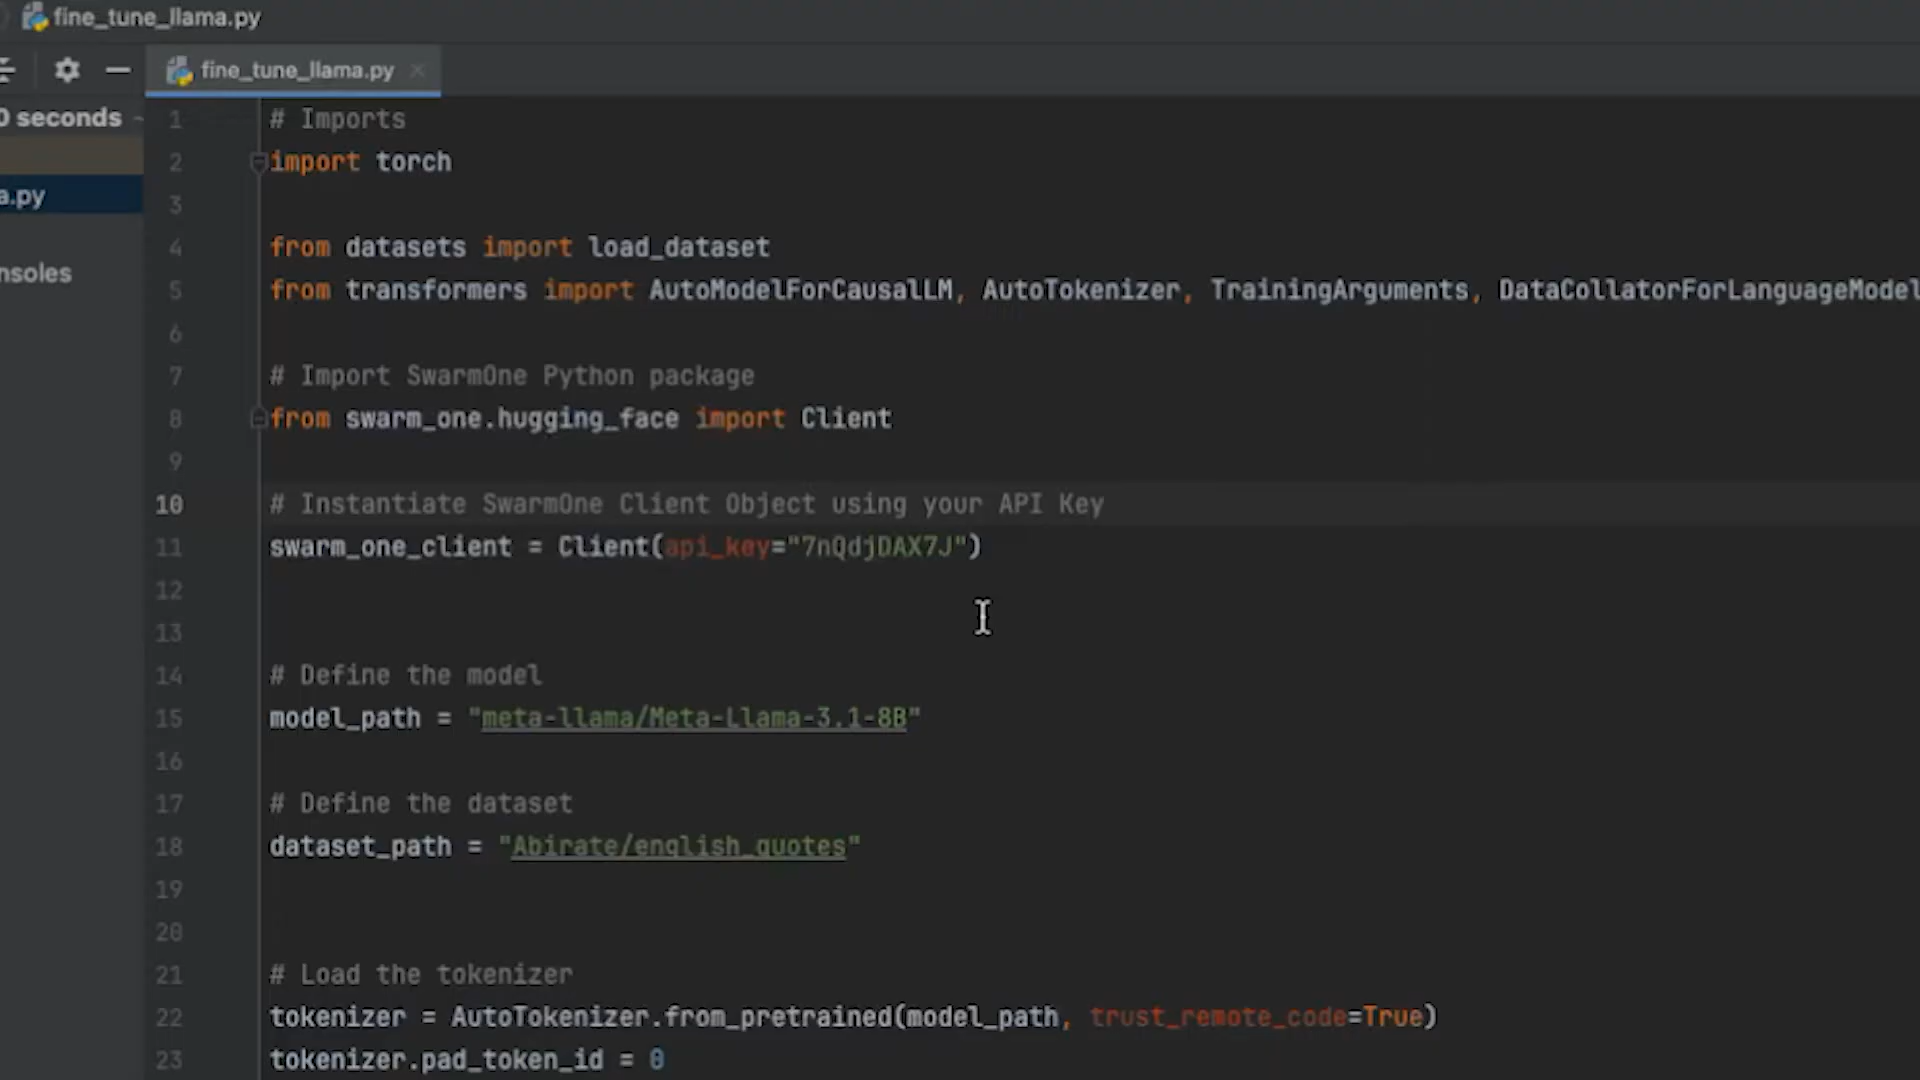 fine_tune_llama.py
fine_tune_llama.py
0 seconds
a.py
nsoles
1 # Imports
2 import torch
3
4 from datasets import load_dataset
5 from transformers import AutoModelForCausalLM, AutoTokenizer, TrainingArguments, DataCollatorForLanguageModel
6
7 # Import SwarmOne Python package
8 from swarm_one.hugging_face import Client
9
10 # Instantiate SwarmOne Client Object using your API Key
11 swarm_one_client = Client(api_key="7nQdjDAX7J")
12
13
14 # Define the model
15 model_path = "meta-llama/Meta-Llama-3.1-8B"
16
17 # Define the dataset
18 dataset_path = "Abirate/english_quotes"
19
20
21 # Load the tokenizer
22 tokenizer = AutoTokenizer.from_pretrained(model_path, trust_remote_code=True)
23 tokenizer.pad_token_id = 0